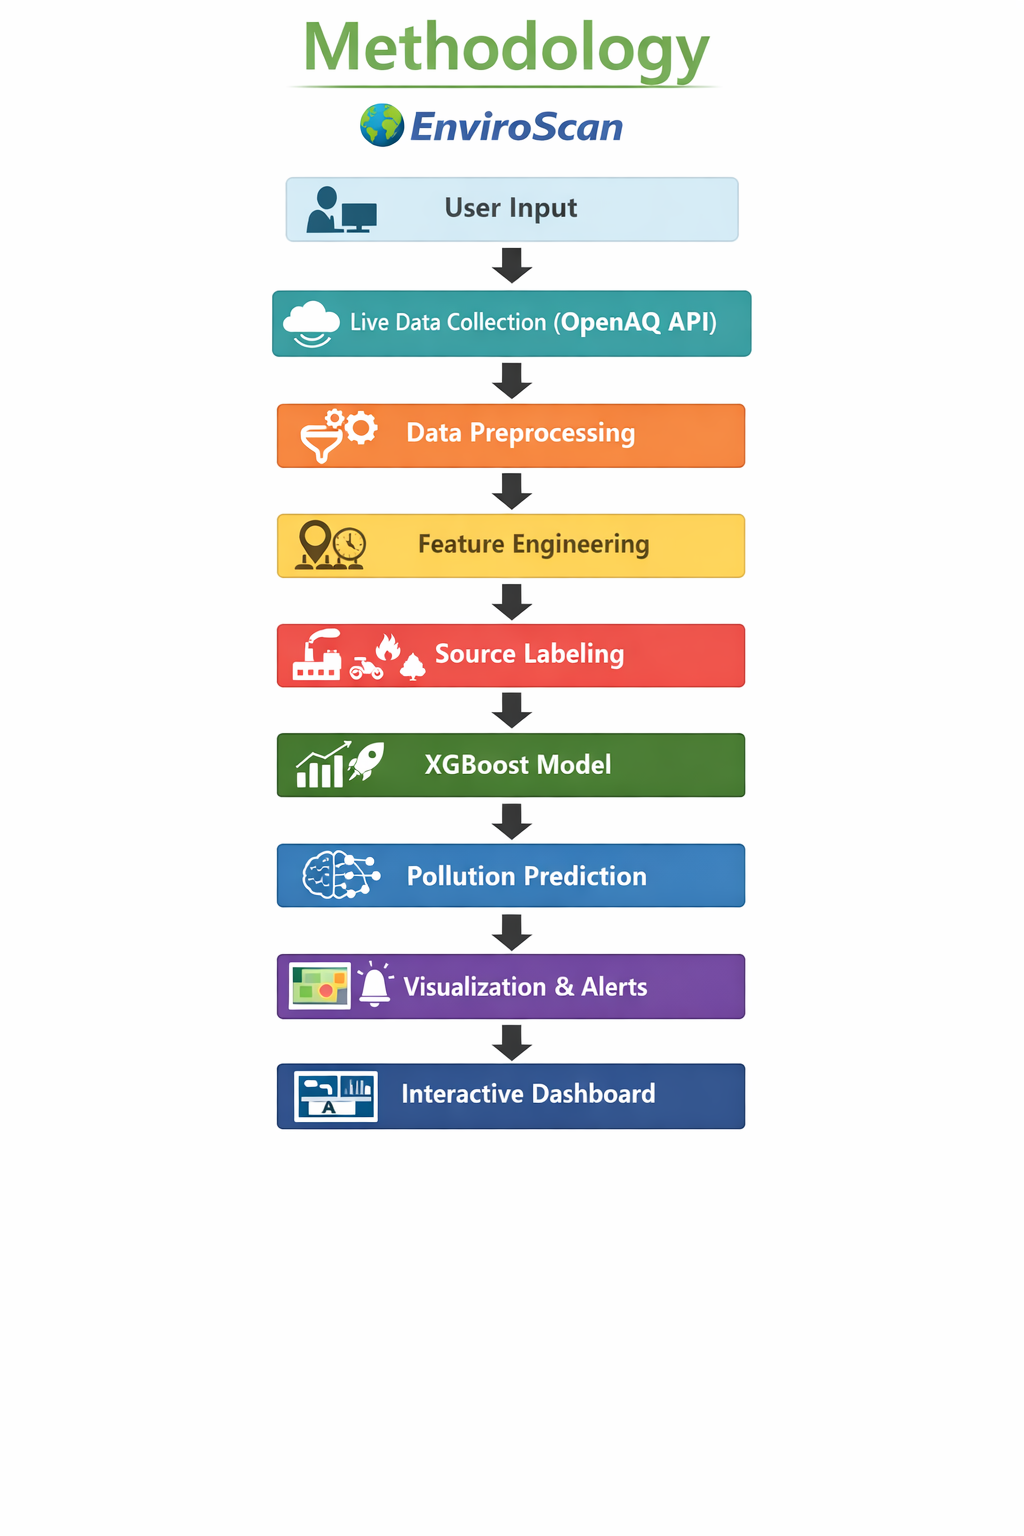 Methodology
EnviroScan
User Input
Live Data Collection (OpenAQ API)
Data Preprocessing
Feature Engineering
Source Labeling
XGBoost Model
Pollution Prediction
Visualization & Alerts
A
Interactive Dashboard